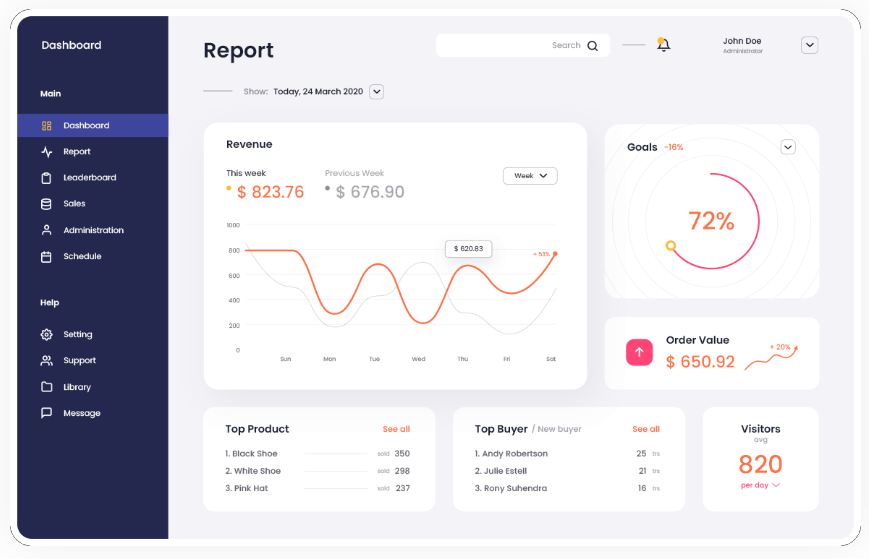 Dashboard
Main
Dashboard
Report
Leaderboard
Sales
Administration
Schedule
Help
Setting
Support
Library
Message
Report
Search
John Doe
Administrator
Show: Today, 24 March 2020
Revenue
This week
$ 823.76
Previous Week
$ 676.90
Week
1000
800
600
400
200
0
$ 620.83
+ 53%
Sun Mon Tue Wed Thu Fri Sat
Goals -16%
72%
Order Value
$ 650.92
+ 20%
Top Product See all
1. Black Shoe sold 350
2. White Shoe sold 298
3. Pink Hat sold 237
Top Buyer / New buyer See all
1. Andy Robertson 25 trs
2. Julie Estell 21 trs
3. Rony Suhendra 16 trs
Visitors
avg
820
per day